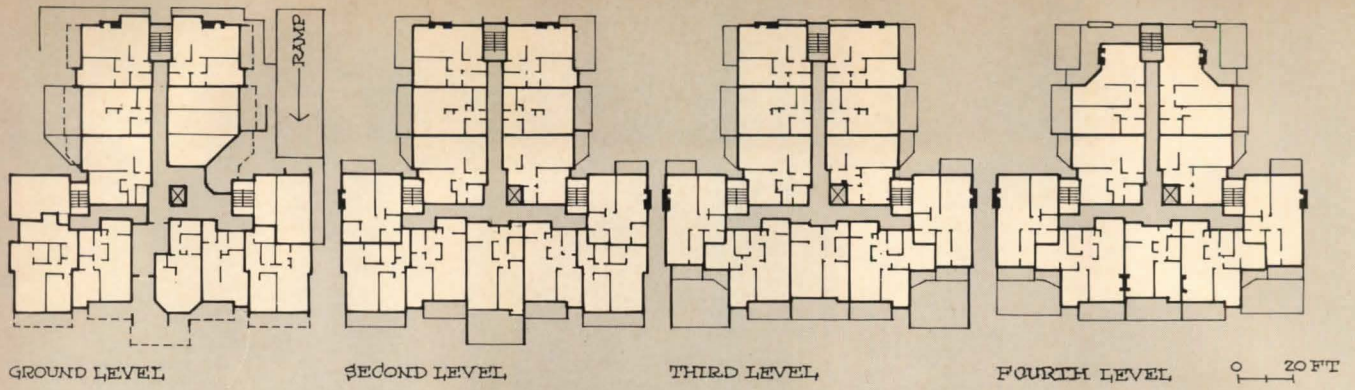 RAMP
GROUND LEVEL
SECOND LEVEL
THIRD LEVEL
FOURTH LEVEL
0 20 FT